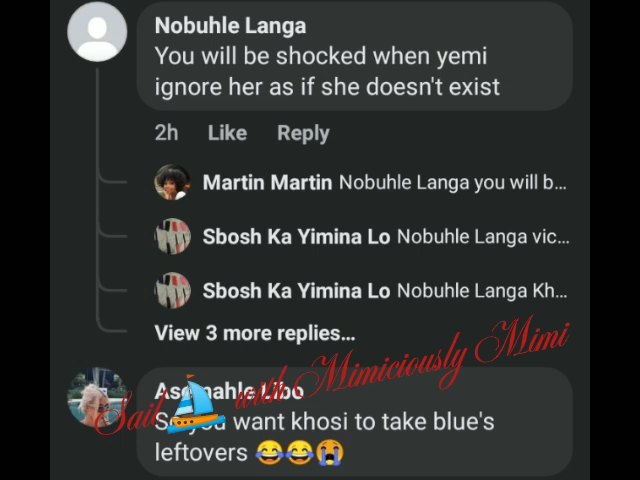 Nobuhle Langa
You will be shocked when yemi
ignore her as if she doesn't exist
2h Like Reply
Martin Martin Nobuhle Langa you will b...
Sbosh Ka Yimina Lo Nobuhle Langa vic...
Sbosh Ka Yimina Lo Nobuhle Langa Kh...
View 3 more replies...
Sail ⛵ with Mimiciously Mimi
So you want khosi to take blue's
leftovers 😂😂😭